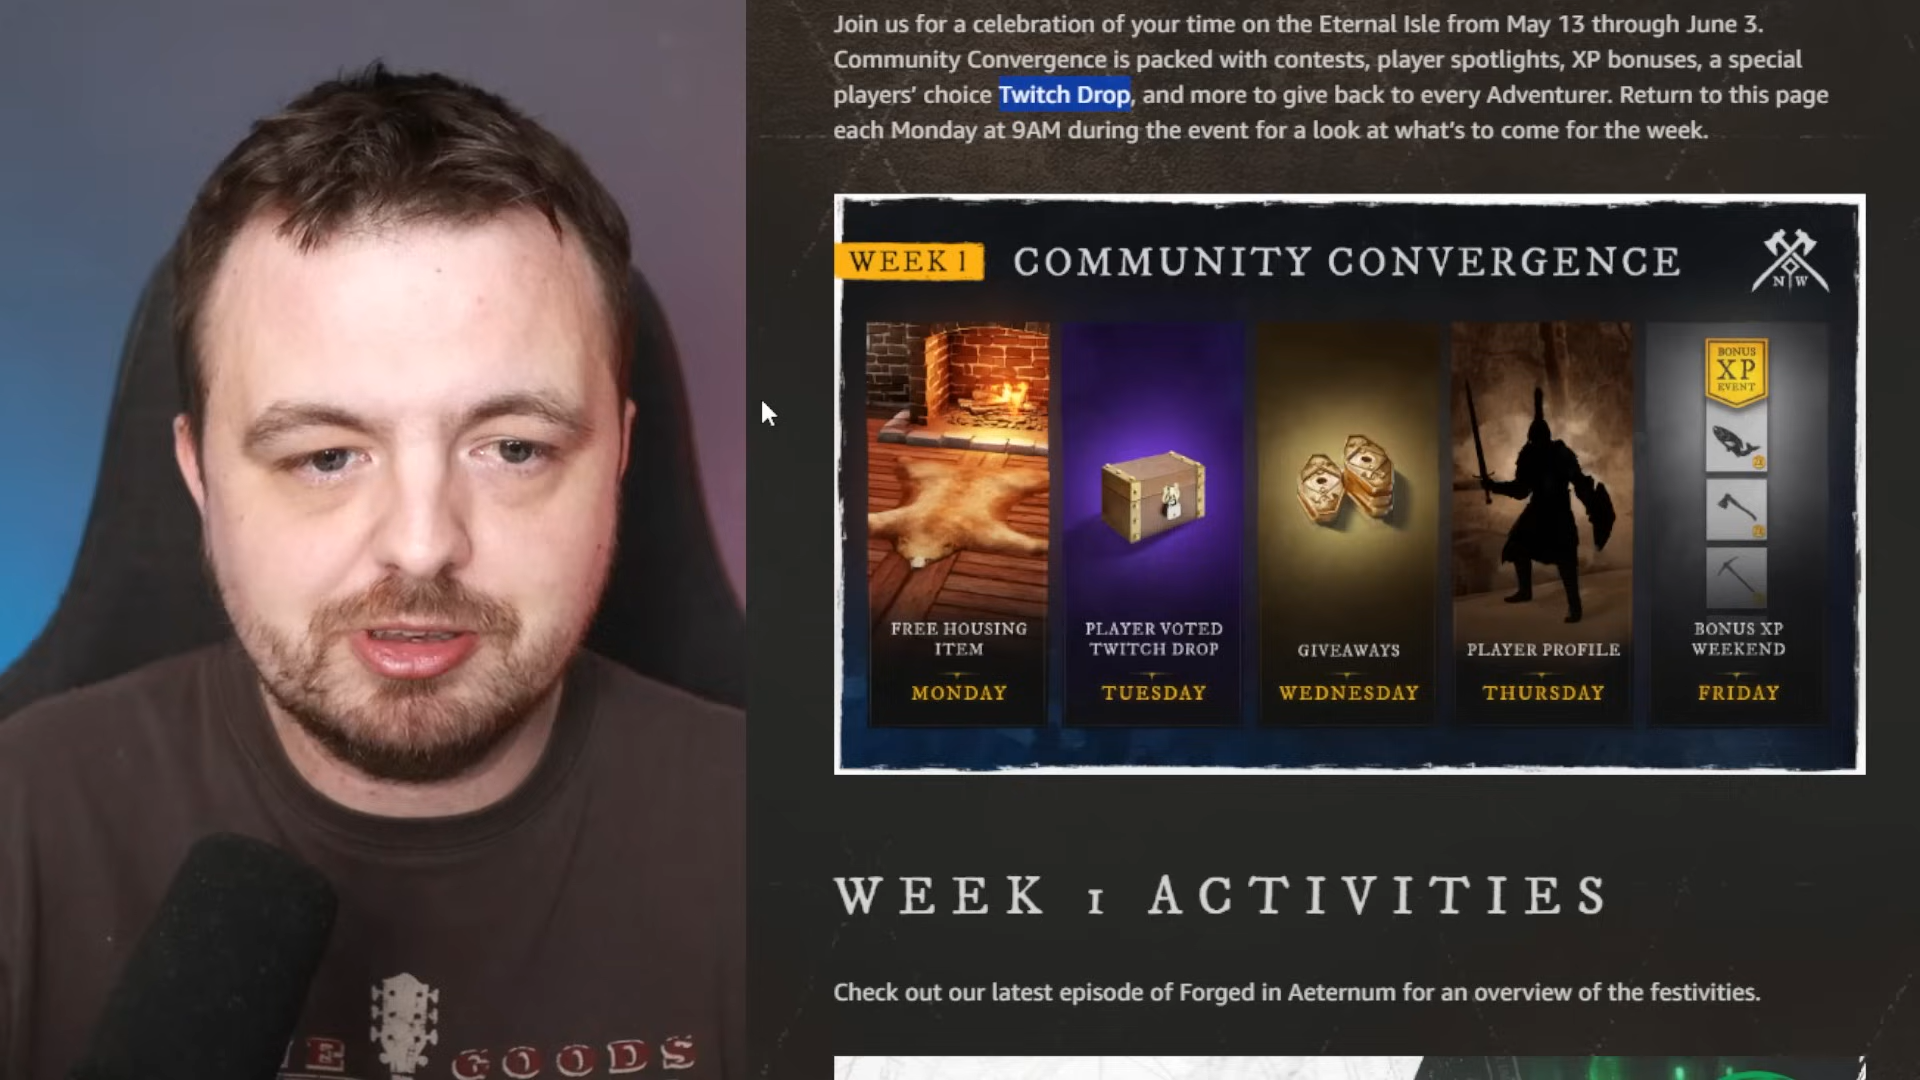 Join us for a celebration of your time on the Eternal Isle from May 13 through June 3.
Community Convergence is packed with contests, player spotlights, XP bonuses, a special
players’ choice Twitch Drop, and more to give back to every Adventurer. Return to this page
each Monday at 9AM during the event for a look at what’s to come for the week.
WEEK 1 COMMUNITY CONVERGENCE
N W
BONUS
XP
EVENT
FREE HOUSING
ITEM
MONDAY
PLAYER VOTED
TWITCH DROP
TUESDAY
GIVEAWAYS
WEDNESDAY
PLAYER PROFILE
THURSDAY
BONUS XP
WEEKEND
FRIDAY
WEEK 1 ACTIVITIES
Check out our latest episode of Forged in Aeternum for an overview of the festivities.
GOODS